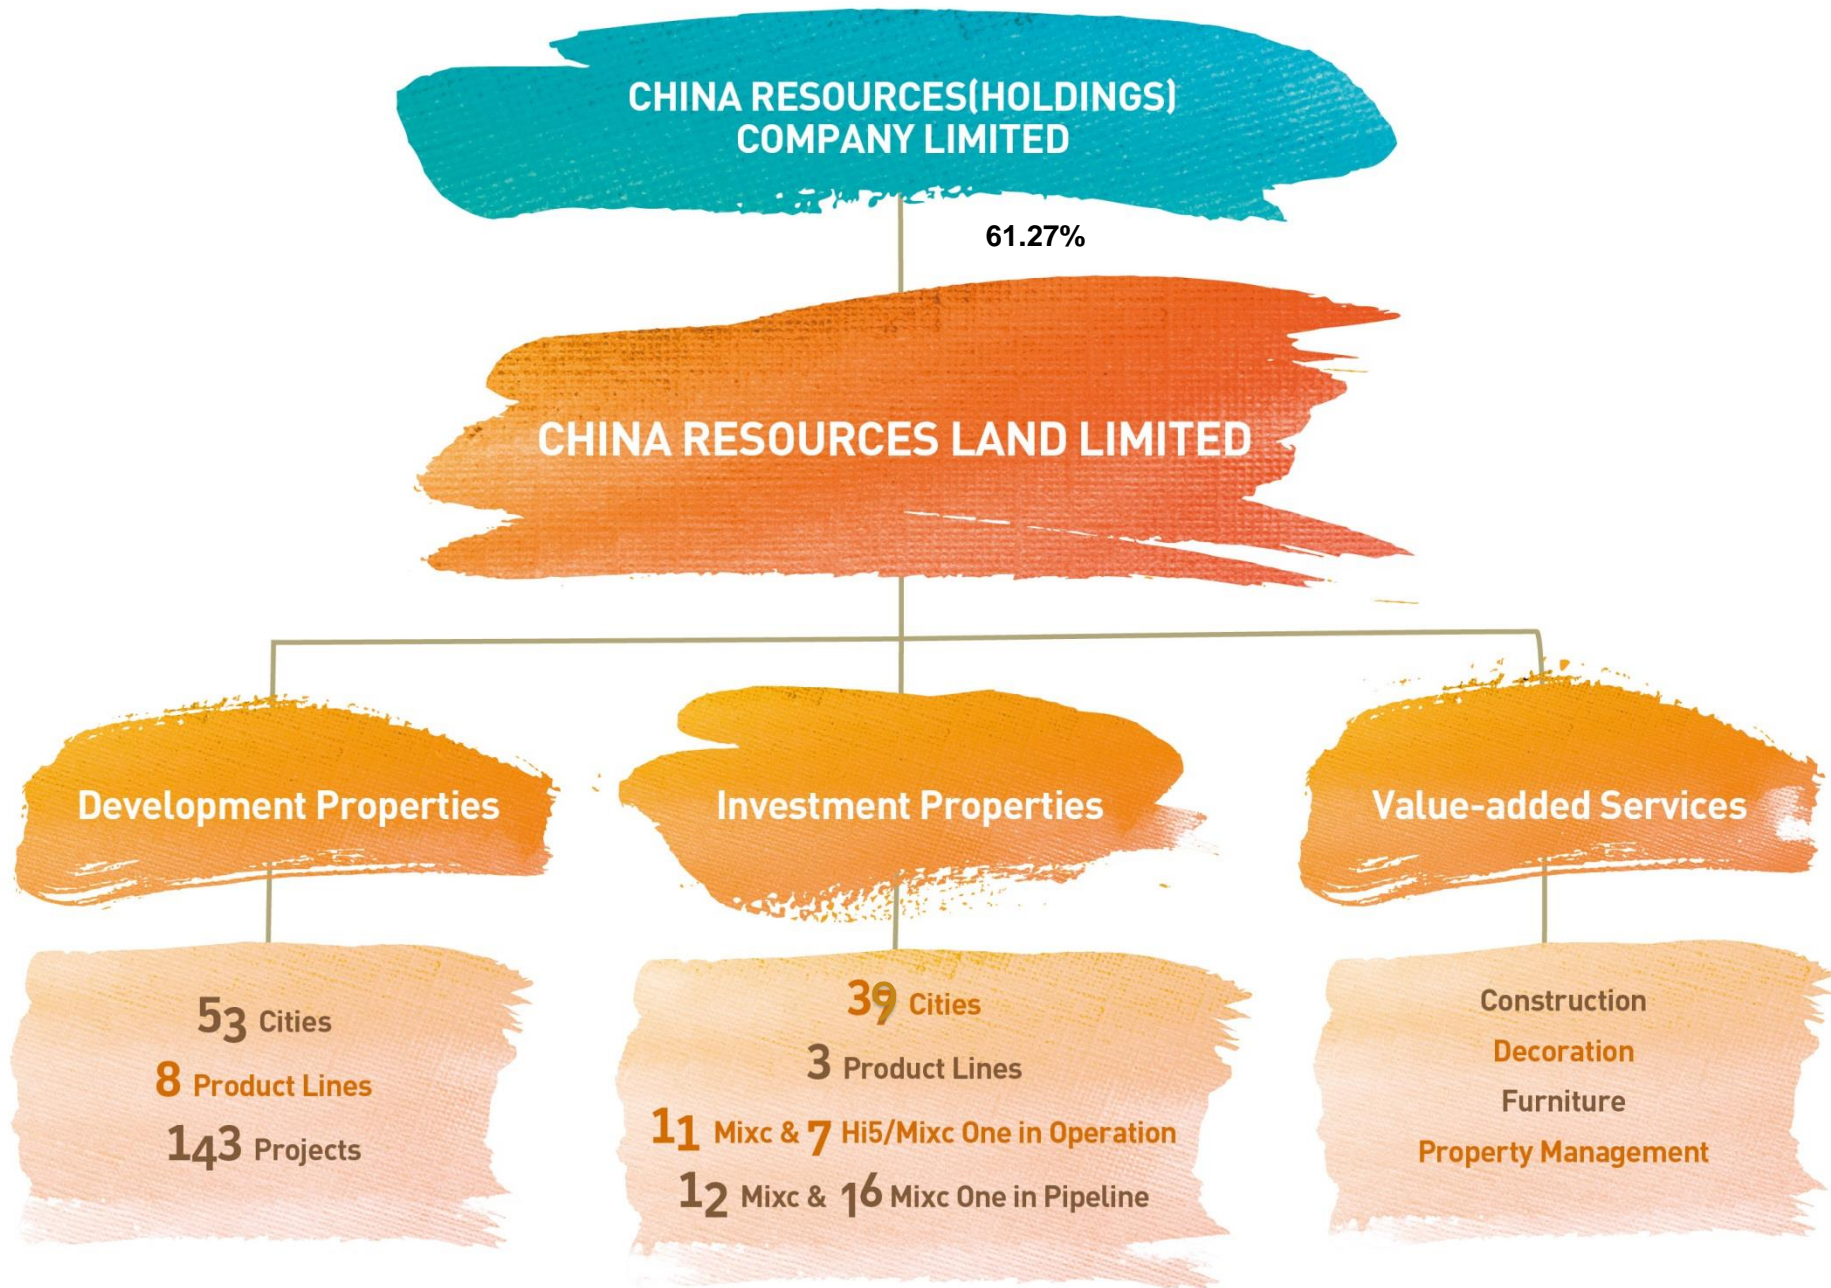 CHINA RESOURCES(HOLDINGS)
COMPANY LIMITED
61.27%
CHINA RESOURCES LAND LIMITED
Development Properties
53 Cities
8 Product Lines
143 Projects
Investment Properties
39 Cities
3 Product Lines
11 Mixc & 7 Hi5/Mixc One in Operation
12 Mixc & 16 Mixc One in Pipeline
Value-added Services
Construction
Decoration
Furniture
Property Management